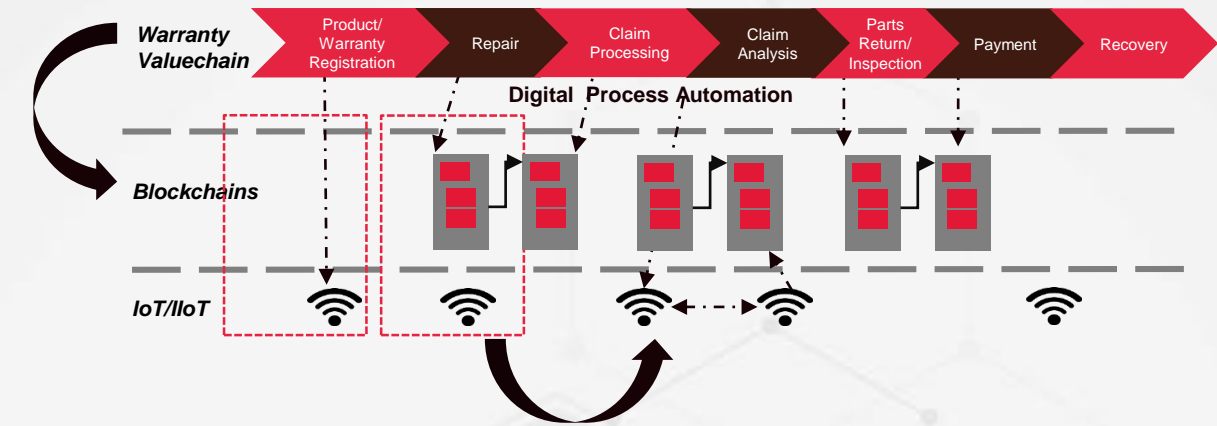 Warranty
Valuechain
Product/
Warranty
Registration
Repair
Claim
Processing
Claim
Analysis
Parts
Return/
Inspection
Payment
Recovery
Digital Process Automation
Blockchains
IoT/IIoT